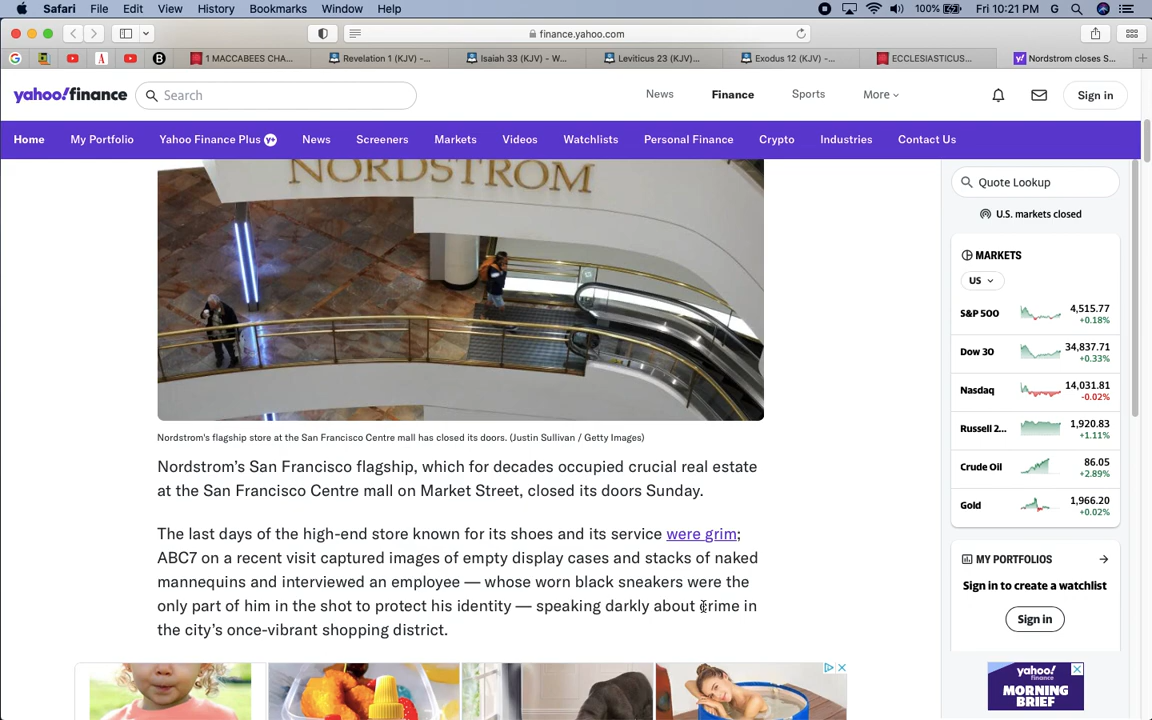 Safari File Edit View History Bookmarks Window Help 100% Fri 10:21 PM G
finance.yahoo.com
G A B 1 MACCABEES CHA... Revelation 1 (KJV) -... Isaiah 33 (KJV) - W... Leviticus 23 (KJV)... Exodus 12 (KJV) -... ECCLESIASTICUS... y! Nordstrom closes S...
yahoo!finance Search News Finance Sports More Sign in
Home My Portfolio Yahoo Finance Plus y+ News Screeners Markets Videos Watchlists Personal Finance Crypto Industries Contact Us
NORDSTROM
Nordstrom's flagship store at the San Francisco Centre mall has closed its doors. (Justin Sullivan / Getty Images)
Nordstrom's San Francisco flagship, which for decades occupied crucial real estate
at the San Francisco Centre mall on Market Street, closed its doors Sunday.
The last days of the high-end store known for its shoes and its service were grim;
ABC7 on a recent visit captured images of empty display cases and stacks of naked
mannequins and interviewed an employee — whose worn black sneakers were the
only part of him in the shot to protect his identity — speaking darkly about crime in
the city's once-vibrant shopping district.
Quote Lookup
U.S. markets closed
MARKETS
US
S&P 500 4,515.77
+0.18%
Dow 30 34,837.71
+0.33%
Nasdaq 14,031.81
-0.02%
Russell 2... 1,920.83
+1.11%
Crude Oil 86.05
+2.89%
Gold 1,966.20
+0.02%
MY PORTFOLIOS
Sign in to create a watchlist
Sign in
yahoo!
finance
MORNING
BRIEF